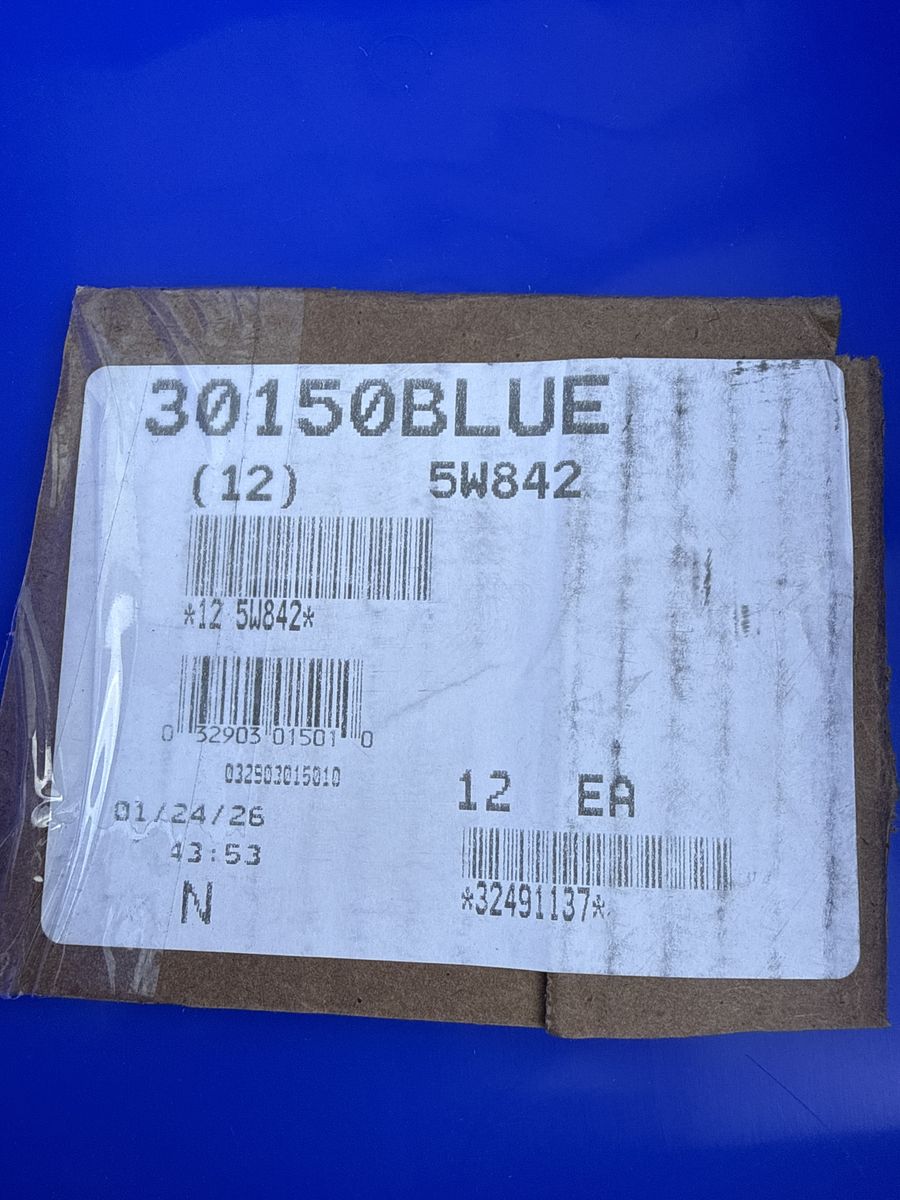 30150BLUE
(12) 5W842
*12 5W842*
0 32903 01501 0
032903015010
12 EA
01/24/26
43:53
*32491137*
N